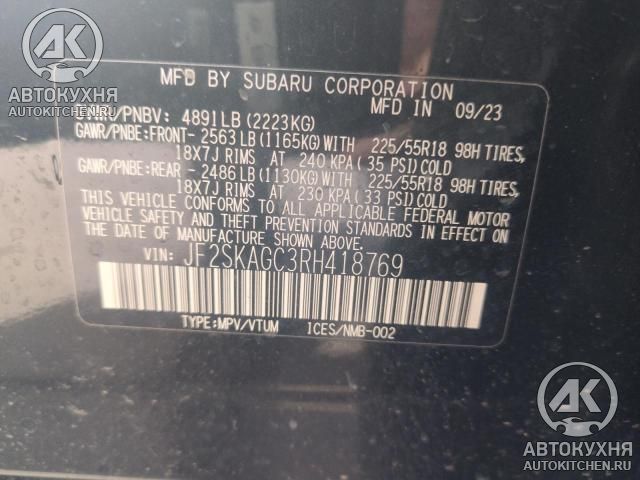 MFD BY SUBARU CORPORATION
MFD IN 09/23
GVWR/PNBV: 4891LB (2223KG)
GAWR/PNBE:FRONT- 2563LB (1165KG)WITH 225/55R18 98H TIRES,
18X7J RIMS AT 240 KPA (35 PSI)COLD
GAWR/PNBE:REAR - 2486LB (1130KG)WITH 225/55R18 98H TIRES,
18X7J RIMS AT 230 KPA (33 PSI)COLD
THIS VEHICLE CONFORMS TO ALL APPLICABLE FEDERAL MOTOR
VEHICLE SAFETY AND THEFT PREVENTION STANDARDS IN EFFECT
ON THE DATE OF MANUFACTURE SHOWN ABOVE.
VIN: JF2SKAGC3RH418769
TYPE:MPV/VTUM ICES/NMB-002
АК
АВТОКУХНЯ
AUTOKITCHEN.RU
АК
АВТОКУХНЯ
AUTOKITCHEN.RU